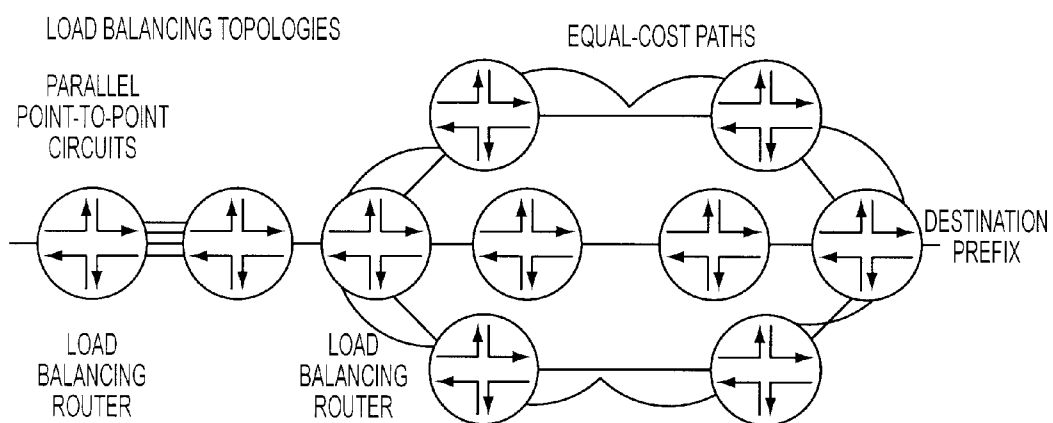 LOAD BALANCING TOPOLOGIES
EQUAL-COST PATHS
PARALLEL
POINT-TO-POINT
CIRCUITS
DESTINATION
PREFIX
LOAD
BALANCING
ROUTER
LOAD
BALANCING
ROUTER